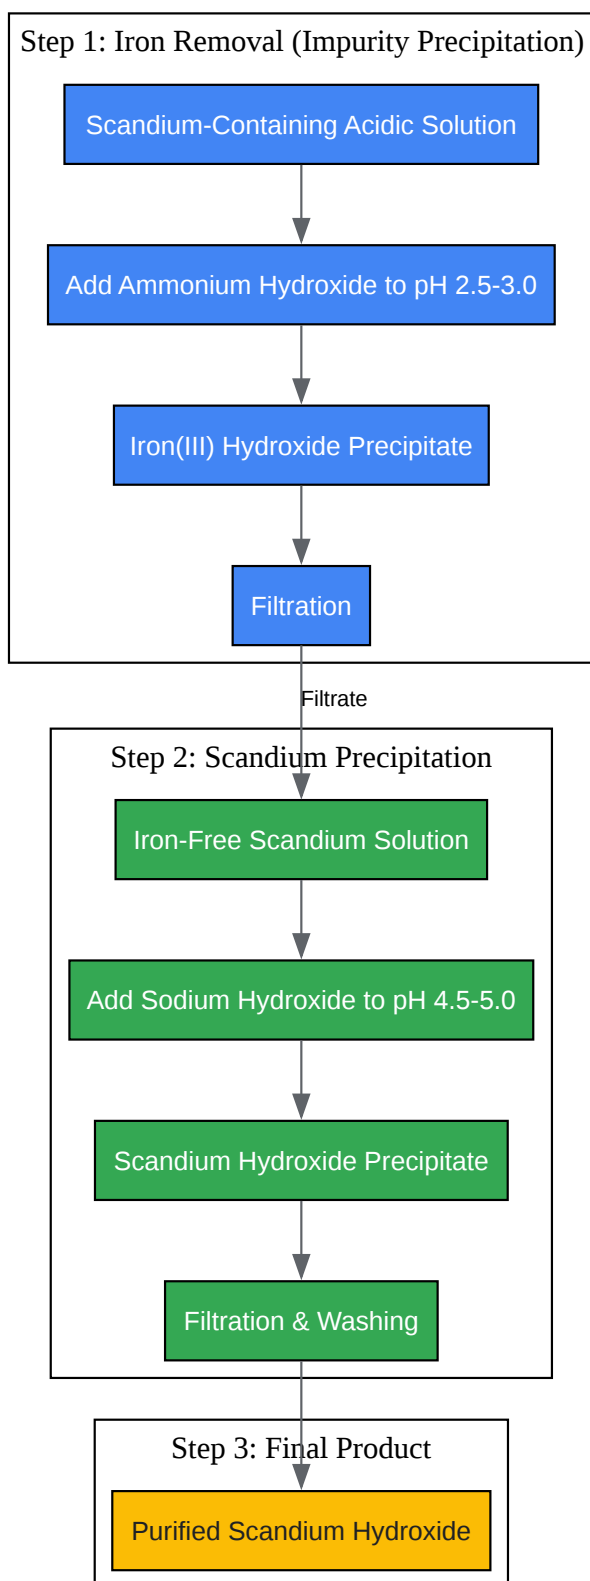 Step 1: Iron Removal (Impurity Precipitation)
Scandium-Containing Acidic Solution
Add Ammonium Hydroxide to pH 2.5-3.0
Iron(III) Hydroxide Precipitate
Filtration
Filtrate
Step 2: Scandium Precipitation
Iron-Free Scandium Solution
Add Sodium Hydroxide to pH 4.5-5.0
Scandium Hydroxide Precipitate
Filtration & Washing
Step 3: Final Product
Purified Scandium Hydroxide